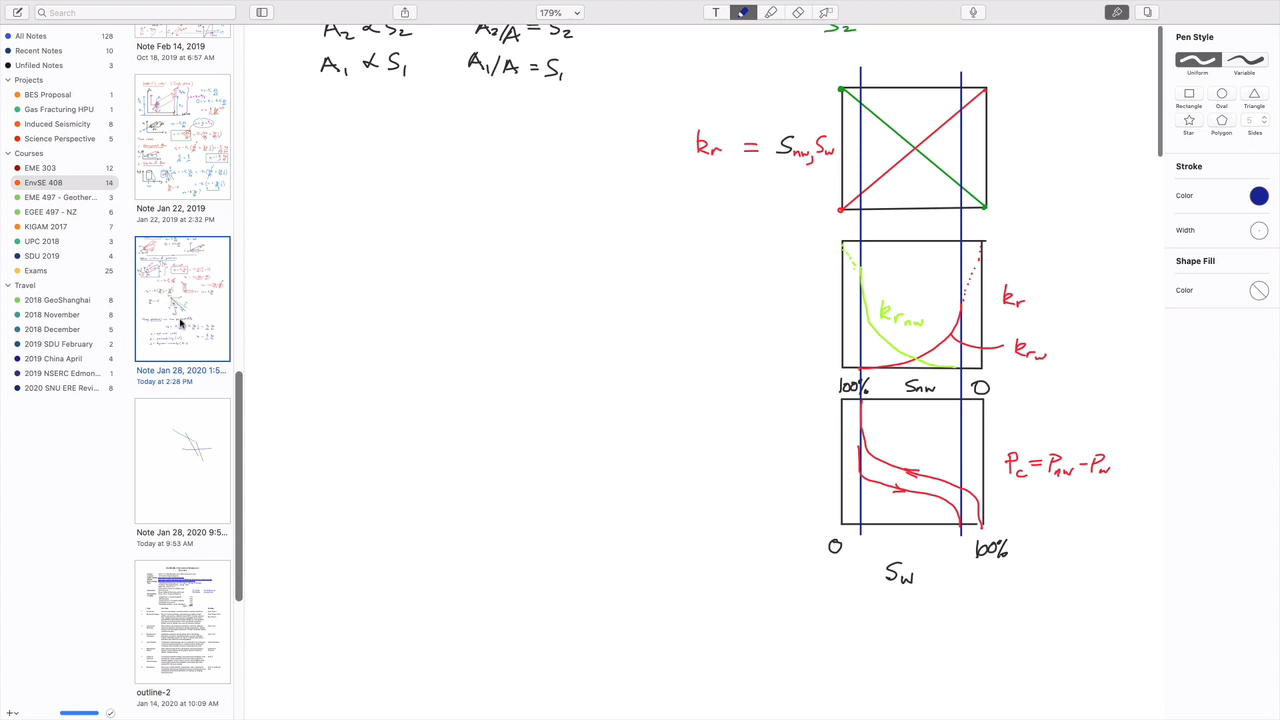 Search
179%
T
All Notes 128
Recent Notes 10
Unfiled Notes 3
Projects
BES Proposal 1
Gas Fracturing HPU 1
Induced Seismicity 8
Science Perspective 5
Courses
EME 303 12
EnvSE 408 14
EME 497 - Geother... 3
EGEE 497 - NZ 6
KIGAM 2017 7
UPC 2018 3
SDU 2019 4
Exams 25
Travel
2018 GeoShanghai 8
2018 November 8
2018 December 5
2019 SDU February 2
2019 China April 4
2019 NSERC Edmon... 1
2020 SNU ERE Revi... 8
Note Feb 14, 2019
Oct 18, 2019 at 6:57 AM
Note Jan 22, 2019
Jan 22, 2019 at 2:32 PM
Note Jan 28, 2020 1:5...
Today at 2:28 PM
Note Jan 28, 2020 9:5...
Today at 9:53 AM
outline-2
Jan 14, 2020 at 10:09 AM
A₂ ∝ S₂ A₂/A = S₂
A₁ ∝ S₁ A₁/A = S₁
S₂
kr = Snw, Sw
krnw
kr
krw
100% Snw 0
Pc = Pnw - Pw
0 100%
Sw
Pen Style
Uniform Variable
Rectangle Oval Triangle
5
Star Polygon Sides
Stroke
Color
Width
Shape Fill
Color